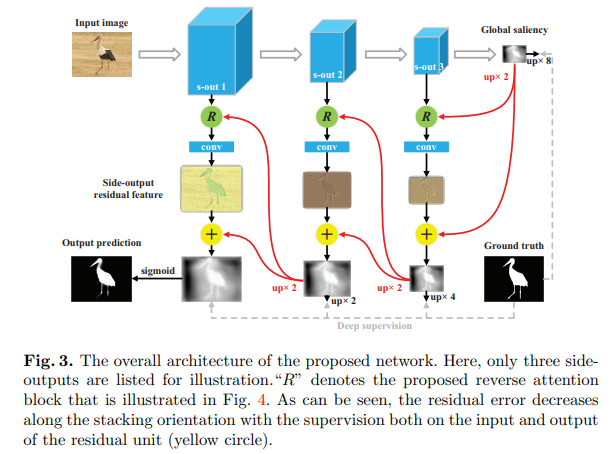 Input image
Global saliency
s-out 1
s-out 2
s-out 3
up× 8
up× 2
R
R
R
conv
conv
conv
Side-output
residual feature
+
+
+
Output prediction
Ground truth
sigmoid
up× 2
up× 2
up× 2
up× 4
Deep supervision
Fig. 3. The overall architecture of the proposed network. Here, only three side-
outputs are listed for illustration.“R” denotes the proposed reverse attention
block that is illustrated in Fig. 4. As can be seen, the residual error decreases
along the stacking orientation with the supervision both on the input and output
of the residual unit (yellow circle).